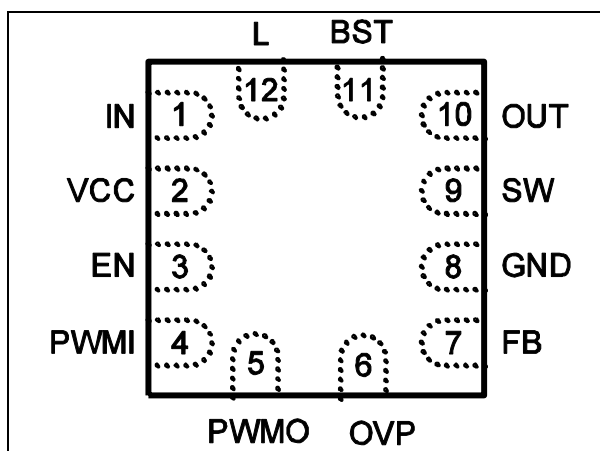 L BST
12 11
IN 1 10 OUT
VCC 2 9 SW
EN 3 8 GND
PWMI 4 7 FB
5 6
PWMO OVP